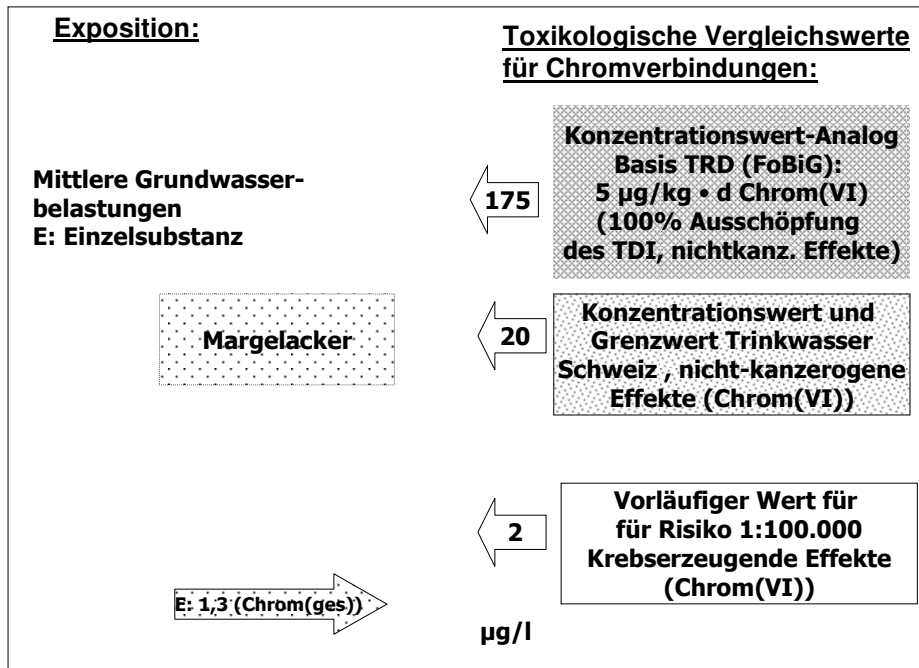 Exposition:
Toxikologische Vergleichswerte
für Chromverbindungen:
Mittlere Grundwasser-
belastungen
E: Einzelsubstanz
175
Konzentrationswert-Analog
Basis TRD (FoBiG):
5 µg/kg • d Chrom(VI)
(100% Ausschöpfung
des TDI, nichtkanz. Effekte)
Margelacker
20
Konzentrationswert und
Grenzwert Trinkwasser
Schweiz , nicht-kanzerogene
Effekte (Chrom(VI))
2
Vorläufiger Wert für
für Risiko 1:100.000
Krebserzeugende Effekte
(Chrom(VI))
E: 1,3 (Chrom(ges))
µg/l